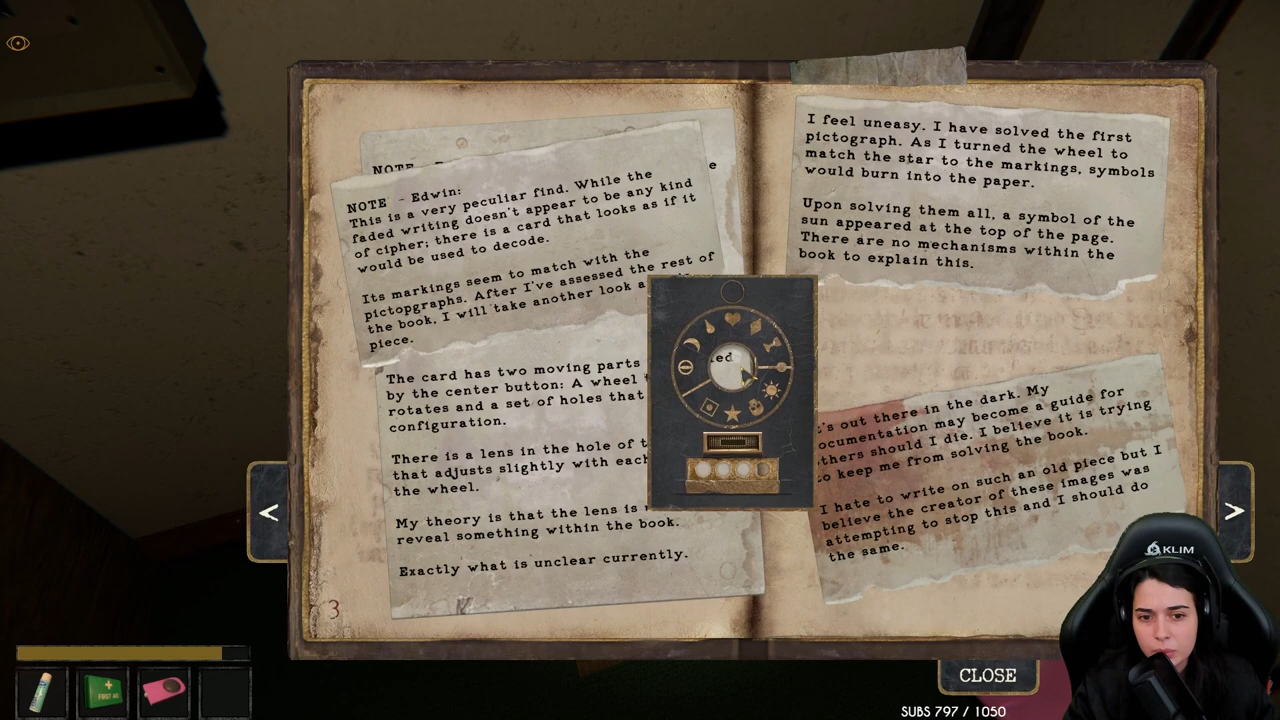 NOTE
e
NOTE - Edwin:
This is a very peculiar find. While the
faded writing doesn't appear to be any kind
of cipher; there is a card that looks as if it
would be used to decode.
Its markings seem to match with the
pictopgraphs. After I've assessed the rest of
the book, I will take another look a
piece.
The card has two moving parts
by the center button: A wheel
rotates and a set of holes that
configuration.
There is a lens in the hole of t
that adjusts slightly with each
the wheel.
My theory is that the lens is
reveal something within the book.
Exactly what is unclear currently.
3
led
I feel uneasy. I have solved the first
pictograph. As I turned the wheel to
match the star to the markings, symbols
would burn into the paper.
Upon solving them all, a symbol of the
sun appeared at the top of the page.
There are no mechanisms within the
book to explain this.
t's out there in the dark. My
ocumentation may become a guide for
thers should I die. I believe it is trying
to keep me from solving the book.
I hate to write on such an old piece but I
believe the creator of these images was
attempting to stop this and I should do
the same.
<
>
CLOSE
FIRST AID
KLIM
SUBS 797 / 1050